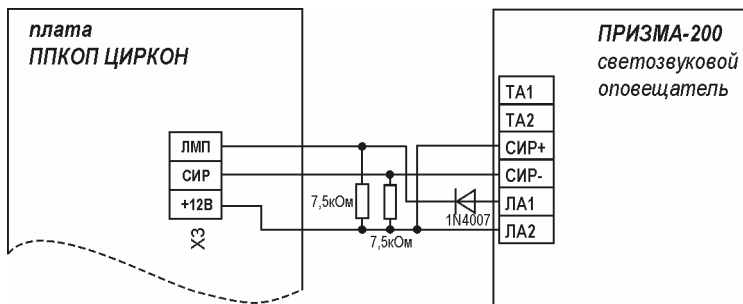 плата
ППКОП ЦИРКОН
ПРИЗМА-200
светозвуковой
оповещатель
ТА1
ТА2
СИР+
СИР-
ЛА1
ЛА2
ЛМП
СИР
+12В
X3
7,5кОм
7,5кОм
1N4007